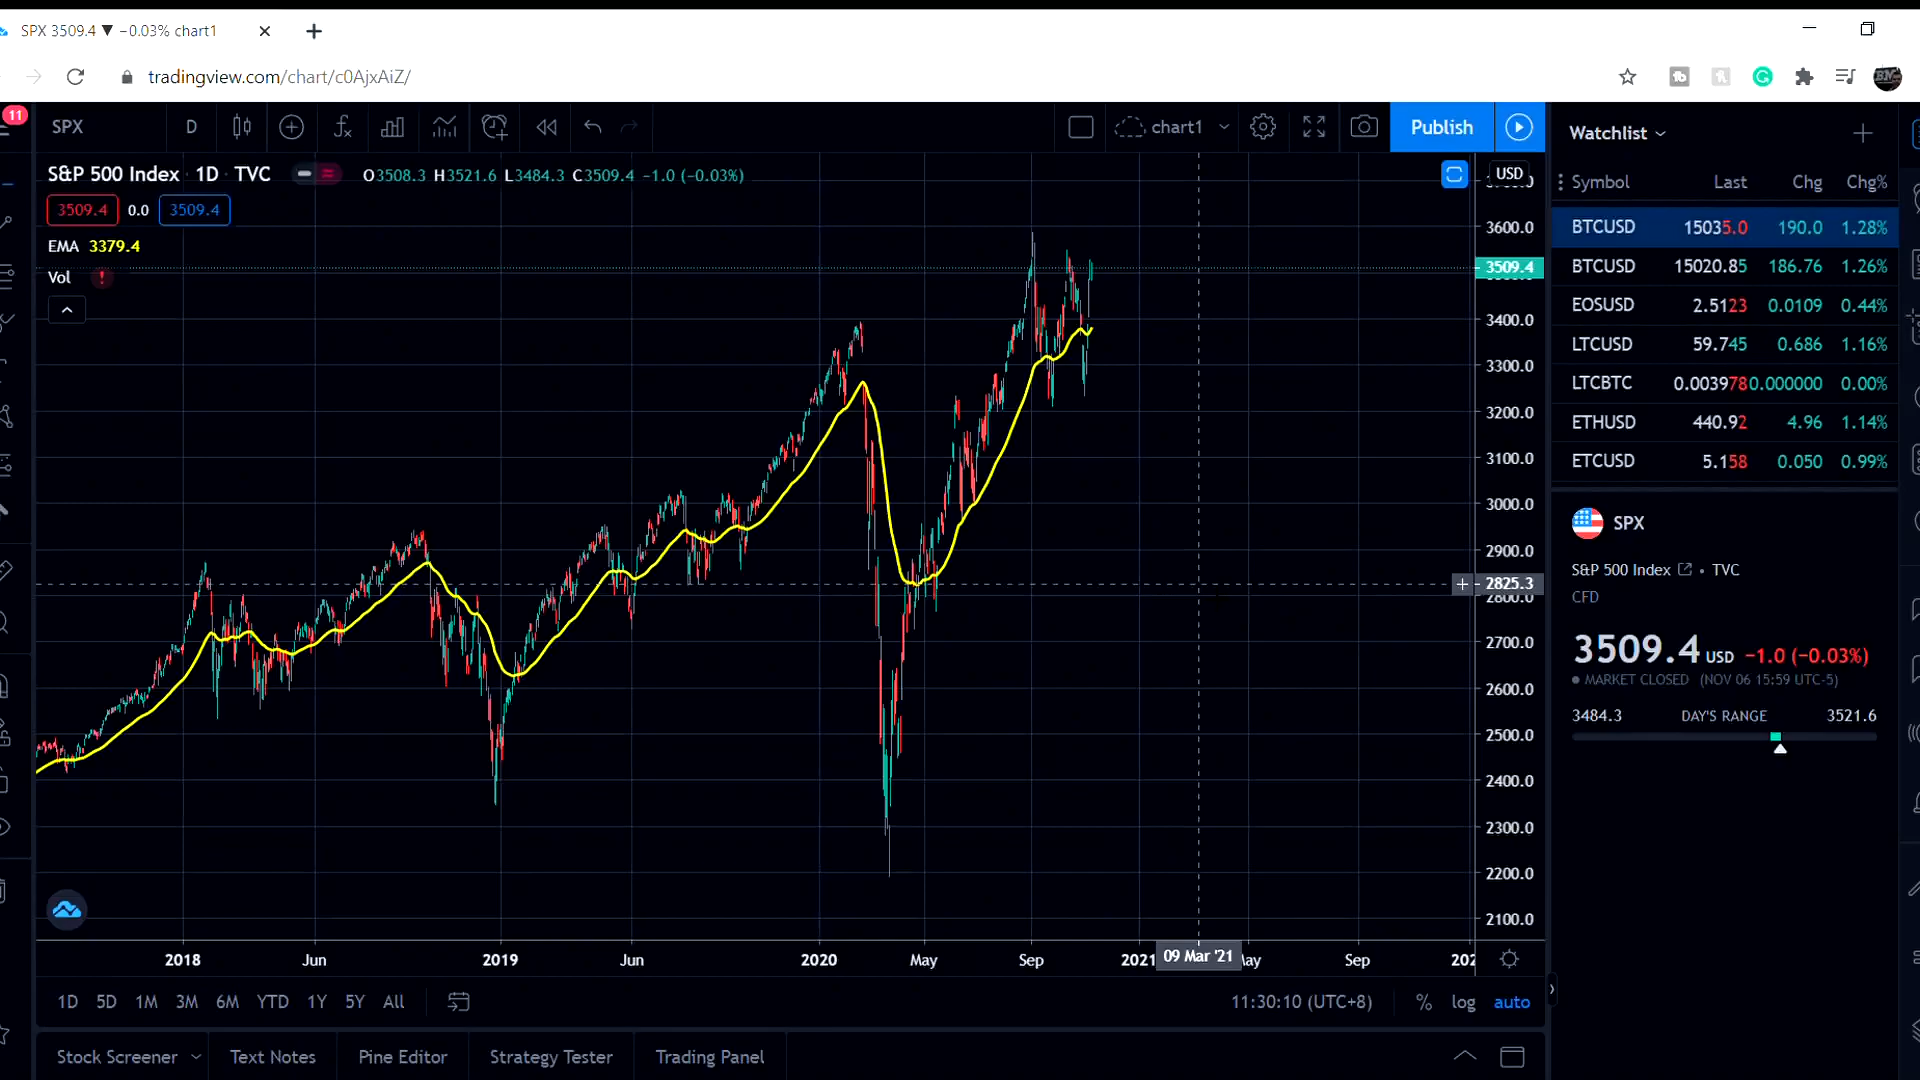 SPX 3509.4 ▼ −0.03% chart1
tradingview.com/chart/c0AjxAiZ/
11
SPX D chart1 Publish
S&P 500 Index 1D TVC O3508.3 H3521.6 L3484.3 C3509.4 −1.0 (−0.03%)
3509.4 0.0 3509.4
EMA 3379.4
Vol !
USD
3600.0
3509.4
3400.0
3300.0
3200.0
3100.0
3000.0
2900.0
2825.3
2800.0
2700.0
2600.0
2500.0
2400.0
2300.0
2200.0
2100.0
2018 Jun 2019 Jun 2020 May Sep 2021 09 Mar '21 Sep
1D 5D 1M 3M 6M YTD 1Y 5Y All 11:30:10 (UTC+8) % log auto
Stock Screener Text Notes Pine Editor Strategy Tester Trading Panel
Watchlist
Symbol Last Chg Chg%
BTCUSD 15035.0 190.0 1.28%
BTCUSD 15020.85 186.76 1.26%
EOSUSD 2.5123 0.0109 0.44%
LTCUSD 59.745 0.686 1.16%
LTCBTC 0.003978 0.000000 0.00%
ETHUSD 440.92 4.96 1.14%
ETCUSD 5.158 0.050 0.99%
SPX
S&P 500 Index • TVC
CFD
3509.4 USD −1.0 (−0.03%)
MARKET CLOSED (NOV 06 15:59 UTC-5)
3484.3 DAY'S RANGE 3521.6